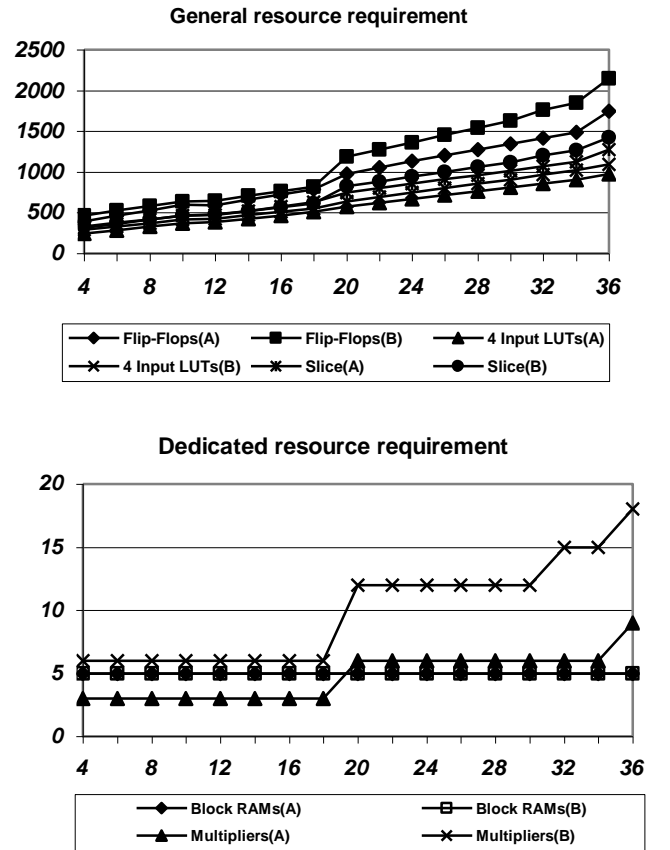 General resource requirement
2500
2000
1500
1000
500
0
4 8 12 16 20 24 28 32 36
Flip-Flops(A) Flip-Flops(B) 4 Input LUTs(A)
4 Input LUTs(B) Slice(A) Slice(B)
Dedicated resource requirement
20
15
10
5
0
4 8 12 16 20 24 28 32 36
Block RAMs(A) Block RAMs(B)
Multipliers(A) Multipliers(B)